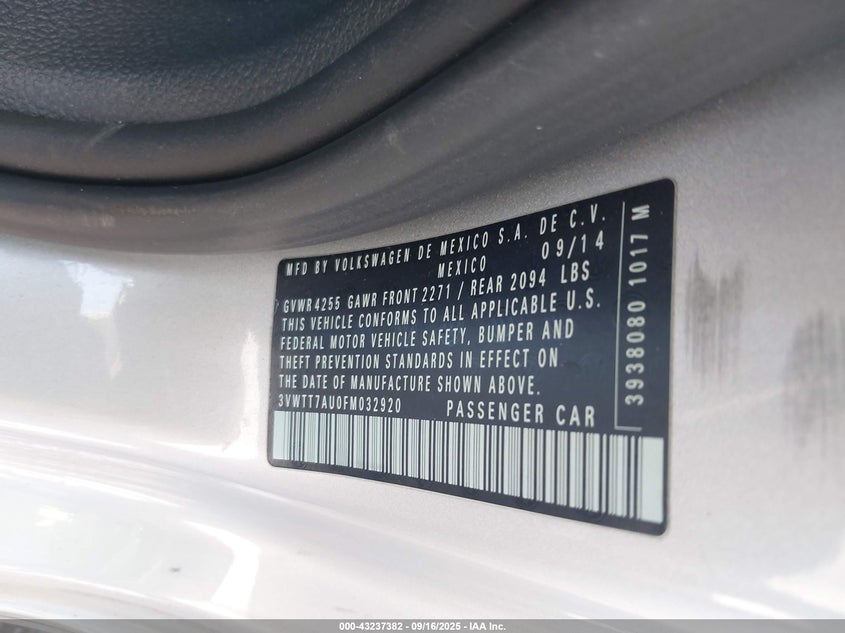 MFD BY VOLKSWAGEN DE MEXICO S.A. DE C.V.
MEXICO 09/14
GVWR 4255 GAWR FRONT 2271 / REAR 2094 LBS
THIS VEHICLE CONFORMS TO ALL APPLICABLE U.S.
FEDERAL MOTOR VEHICLE SAFETY, BUMPER AND
THEFT PREVENTION STANDARDS IN EFFECT ON
THE DATE OF MANUFACTURE SHOWN ABOVE.
3VWTT7AU0FM032920 PASSENGER CAR
3938080 1017 M
000-43237382 - 09/16/2025 - IAA Inc.